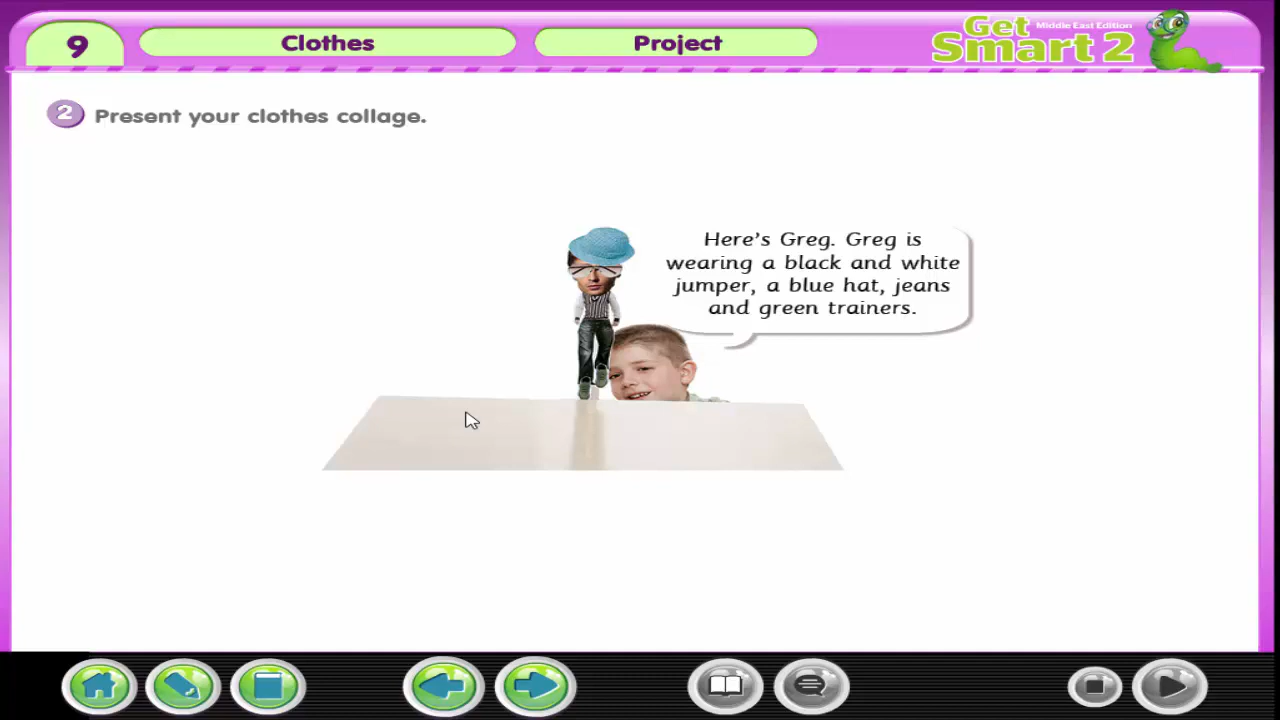 9
Clothes
Project
Get
Middle East Edition
Smart 2
2
Present your clothes collage.
Here's Greg. Greg is
wearing a black and white
jumper, a blue hat, jeans
and green trainers.